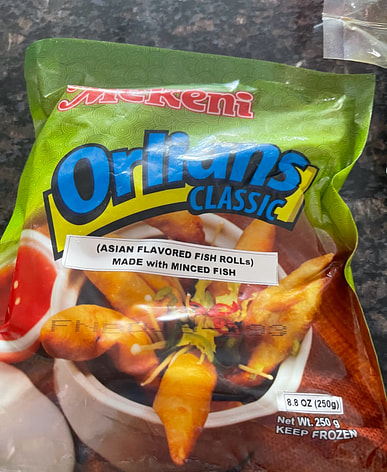 Mekeni
Orlians
CLASSIC
(ASIAN FLAVORED FISH ROLLs)
MADE with MINCED FISH
8.8 OZ (250g)
Net Wt. 250 g
KEEP FROZEN